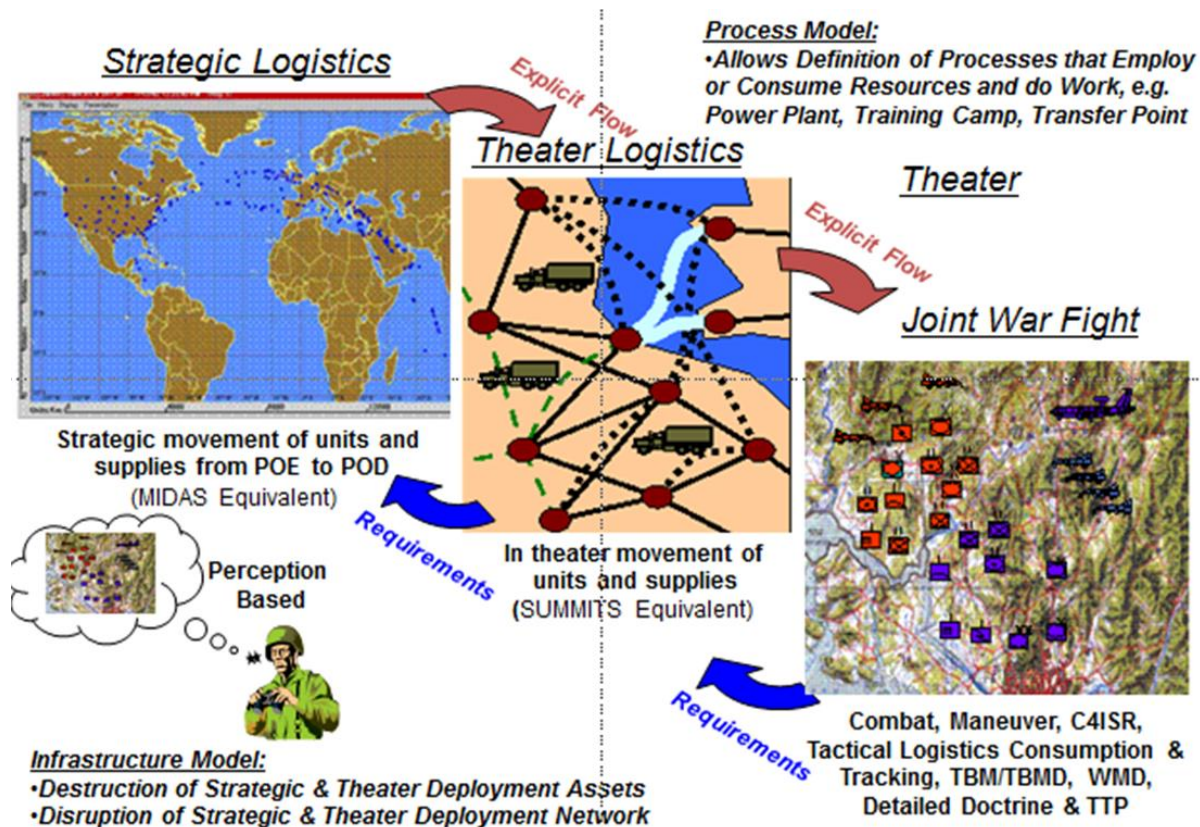 Strategic Logistics
Explicit Flow
Process Model:
•Allows Definition of Processes that Employ
or Consume Resources and do Work, e.g.
Power Plant, Training Camp, Transfer Point
Theater Logistics
Theater
Explicit Flow
Joint War Fight
Strategic movement of units and
supplies from POE to POD
(MIDAS Equivalent)
Requirements
In theater movement of
units and supplies
(SUMMITS Equivalent)
Perception
Based
Requirements
Combat, Maneuver, C4ISR,
Tactical Logistics Consumption &
Tracking, TBM/TBMD, WMD,
Detailed Doctrine & TTP
Infrastructure Model:
•Destruction of Strategic & Theater Deployment Assets
•Disruption of Strategic & Theater Deployment Network